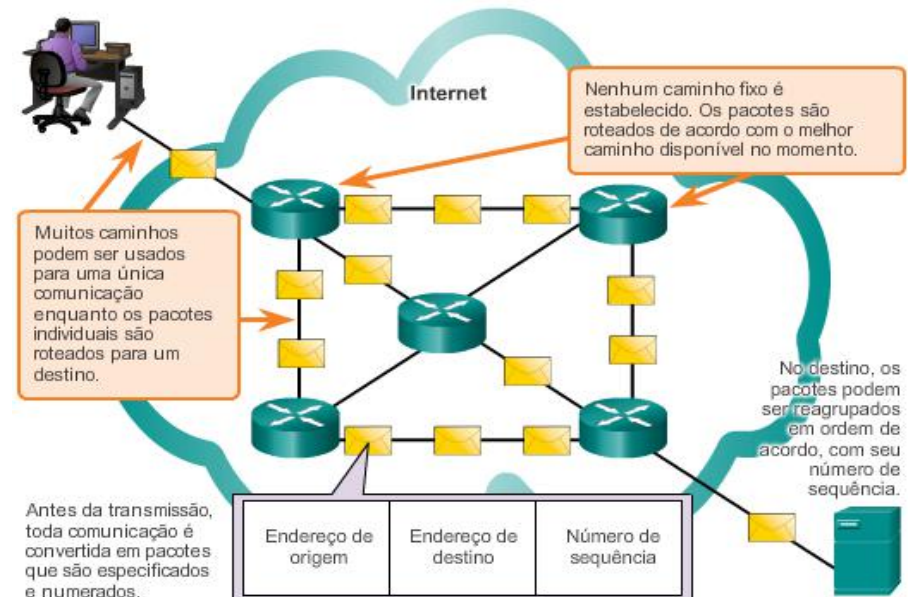 Internet
Nenhum caminho fixo é
estabelecido. Os pacotes são
roteados de acordo com o melhor
caminho disponível no momento.
Muitos caminhos
podem ser usados
para uma única
comunicação
enquanto os pacotes
individuais são
roteados para um
destino.
No destino, os
pacotes podem
ser reagrupados
em ordem de
acordo, com seu
número de
sequência.
Antes da transmissão,
toda comunicação é
convertida em pacotes
que são especificados
e numerados.
Endereço de
origem
Endereço de
destino
Número de
sequência